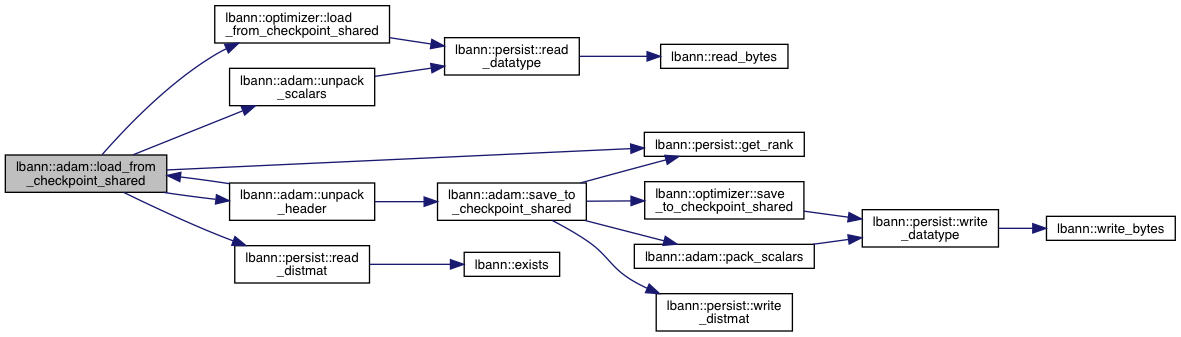 lbann::optimizer::load
_from_checkpoint_shared
lbann::persist::read
_datatype
lbann::read_bytes
lbann::adam::unpack
_scalars
lbann::adam::load_from
_checkpoint_shared
lbann::persist::get_rank
lbann::adam::unpack
_header
lbann::adam::save_to
_checkpoint_shared
lbann::optimizer::save
_to_checkpoint_shared
lbann::persist::write
_datatype
lbann::write_bytes
lbann::persist::read
_distmat
lbann::exists
lbann::adam::pack_scalars
lbann::persist::write
_distmat